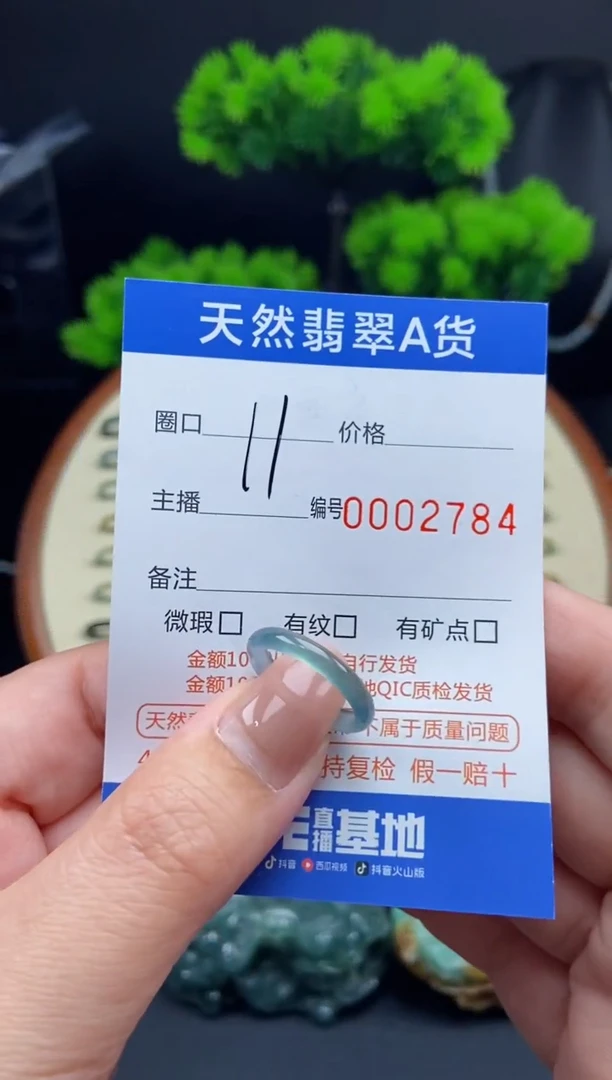 天然翡翠A货
圈口 11 价格
主播 编号0002784
备注
微瑕□ 有纹□ 有矿点□
金额10 自行发货
金额1 QIC质检发货
天然 不属于质量问题
持复检 假一赔十
直播基地
抖音 西瓜视频 抖音火山版